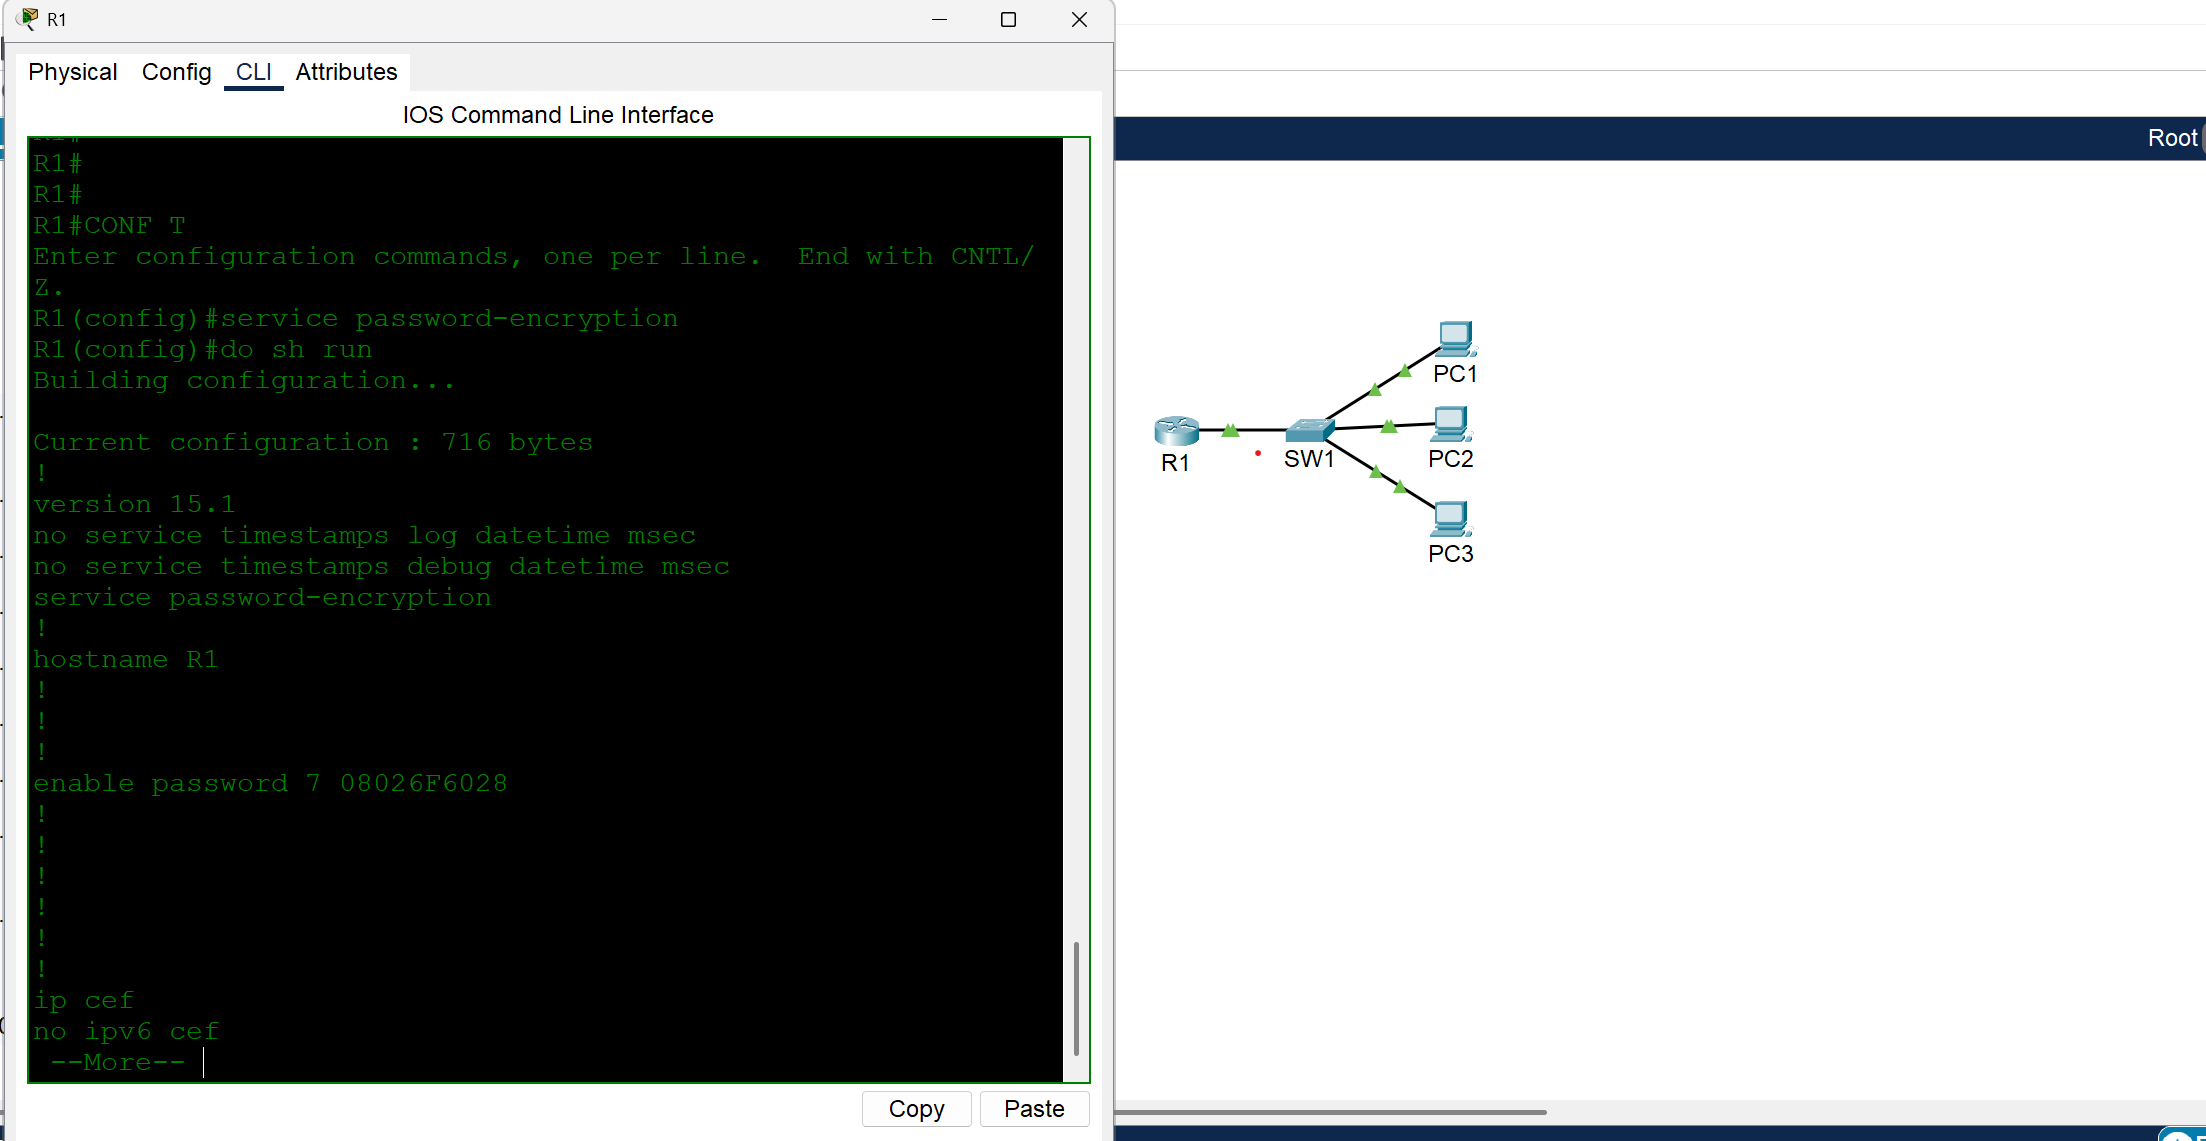 R1
Physical Config CLI Attributes
IOS Command Line Interface
R1#
R1#
R1#
R1#CONF T
Enter configuration commands, one per line.  End with CNTL/
Z.
R1(config)#service password-encryption
R1(config)#do sh run
Building configuration...
Current configuration : 716 bytes
!
version 15.1
no service timestamps log datetime msec
no service timestamps debug datetime msec
service password-encryption
!
hostname R1
!
!
!
enable password 7 08026F6028
!
!
!
!
!
!
ip cef
no ipv6 cef
--More--
Copy Paste
Root
PC1
R1
SW1
PC2
PC3